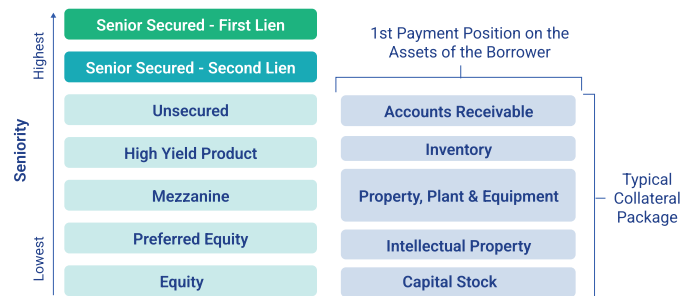 Highest
Seniority
Lowest
Senior Secured - First Lien
Senior Secured - Second Lien
Unsecured
High Yield Product
Mezzanine
Preferred Equity
Equity
1st Payment Position on the
Assets of the Borrower
Accounts Receivable
Inventory
Property, Plant & Equipment
Intellectual Property
Capital Stock
Typical
Collateral
Package